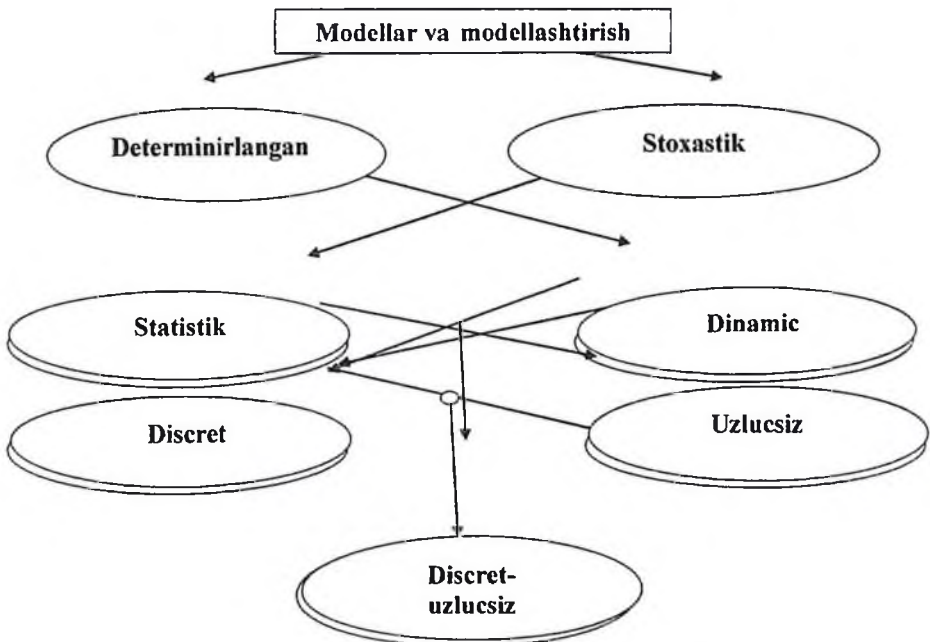 Modellar va modellashtirish
Determinirlangan
Stoxastik
Statistik
Dinamic
Discret
Uzlucsiz
Discret-
uzlucsiz